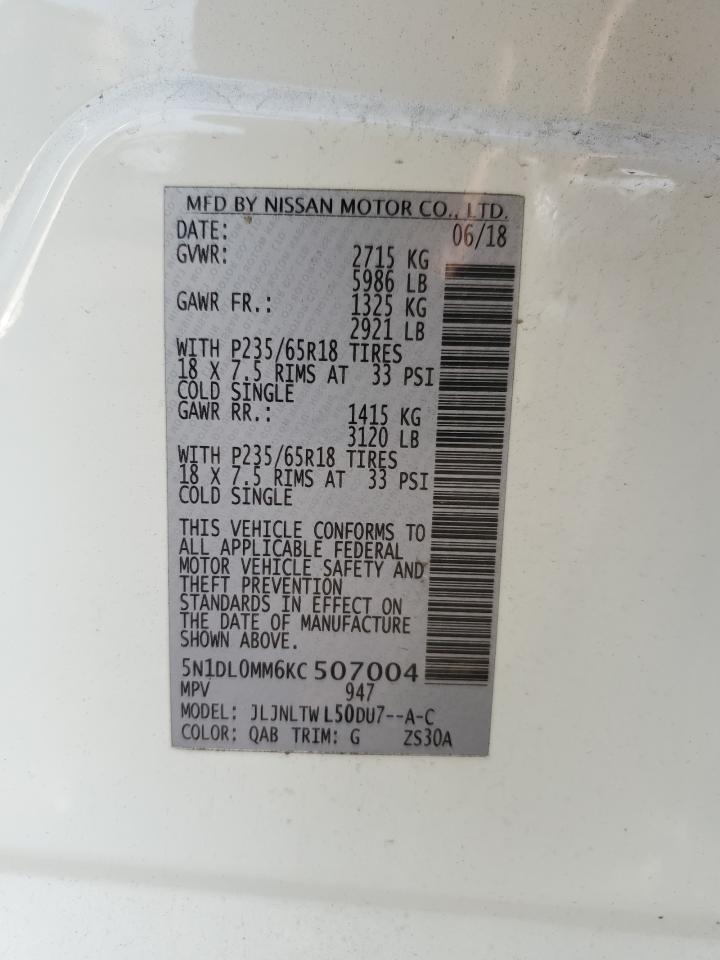 MFD BY NISSAN MOTOR CO., LTD.
DATE: 06/18
GVWR: 2715 KG
5986 LB
GAWR FR.: 1325 KG
2921 LB
WITH P235/65R18 TIRES
18 X 7.5 RIMS AT 33 PSI
COLD SINGLE
GAWR RR.: 1415 KG
3120 LB
WITH P235/65R18 TIRES
18 X 7.5 RIMS AT 33 PSI
COLD SINGLE
THIS VEHICLE CONFORMS TO
ALL APPLICABLE FEDERAL
MOTOR VEHICLE SAFETY AND
THEFT PREVENTION
STANDARDS IN EFFECT ON
THE DATE OF MANUFACTURE
SHOWN ABOVE.
5N1DL0MM6KC 507004
MPV 947
MODEL: JLJNLTW L50DU7--A-C
COLOR: QAB TRIM: G ZS30A